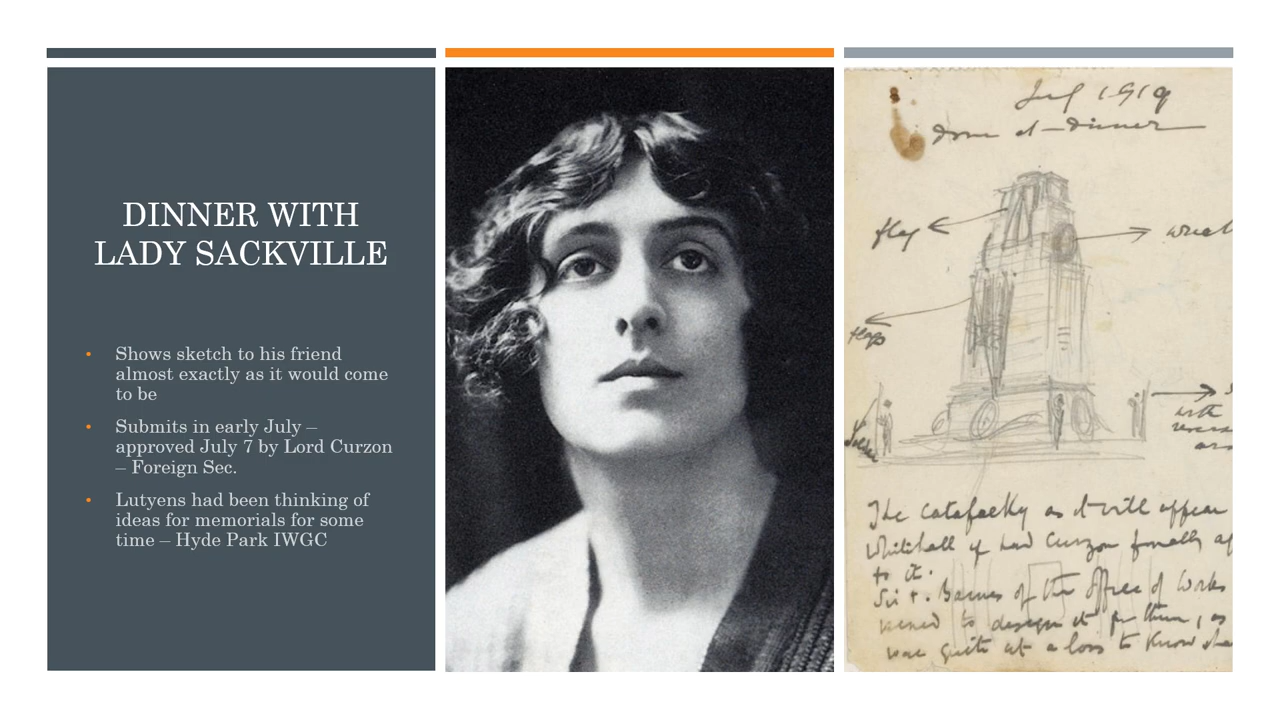 DINNER WITH
LADY SACKVILLE
• Shows sketch to his friend
almost exactly as it would come
to be
• Submits in early July –
approved July 7 by Lord Curzon
– Foreign Sec.
• Lutyens had been thinking of
ideas for memorials for some
time – Hyde Park IWGC
1919
at dinner
flag
flags
The as it will appear
Whitehall if Lord Curzon finally
to it.
Sir Barnes of the Office of Works
to design it for them, as
was quite at a loss to know